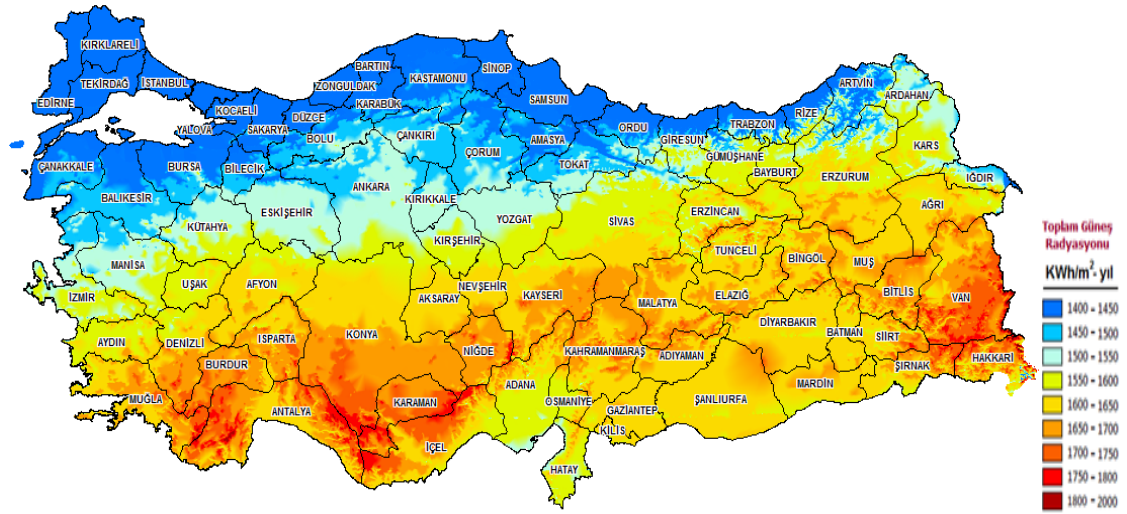 KIRKLARELİ
TEKİRDAĞ
İSTANBUL
EDİRNE
KOCAELİ
YALOVA
SAKARYA
DÜZCE
ZONGULDAK
BARTIN
KARABÜK
KASTAMONU
SİNOP
SAMSUN
ORDU
GİRESUN
TRABZON
RİZE
ARTVİN
ARDAHAN
KARS
IĞDIR
ÇANAKKALE
BALIKESİR
BURSA
BİLECİK
BOLU
ÇANKIRI
ÇORUM
AMASYA
TOKAT
GÜMÜŞHANE
BAYBURT
ERZURUM
AĞRI
KÜTAHYA
ESKİŞEHİR
ANKARA
KIRIKKALE
YOZGAT
SİVAS
ERZİNCAN
MANİSA
UŞAK
AFYON
KIRŞEHİR
NEVŞEHİR
AKSARAY
KAYSERİ
MALATYA
TUNCELİ
ELAZIĞ
BİNGÖL
MUŞ
BİTLİS
VAN
İZMİR
AYDIN
DENİZLİ
ISPARTA
BURDUR
KONYA
NİĞDE
KAHRAMANMARAŞ
ADIYAMAN
DİYARBAKIR
BATMAN
SİİRT
ŞIRNAK
HAKKARİ
MUĞLA
ANTALYA
KARAMAN
İÇEL
ADANA
OSMANİYE
GAZİANTEP
KİLİS
ŞANLIURFA
MARDİN
HATAY
Toplam Güneş
Radyasyonu
KWh/m²- yıl
1400 - 1450
1450 - 1500
1500 - 1550
1550 - 1600
1600 - 1650
1650 - 1700
1700 - 1750
1750 - 1800
1800 - 2000